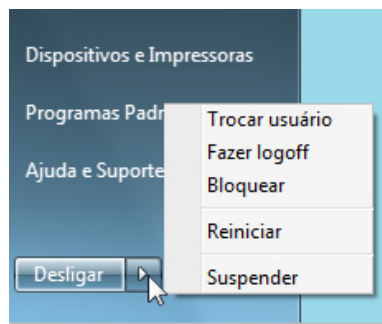 Dispositivos e Impressoras
Programas Padr
Ajuda e Suporte
Desligar
Trocar usuário
Fazer logoff
Bloquear
Reiniciar
Suspender